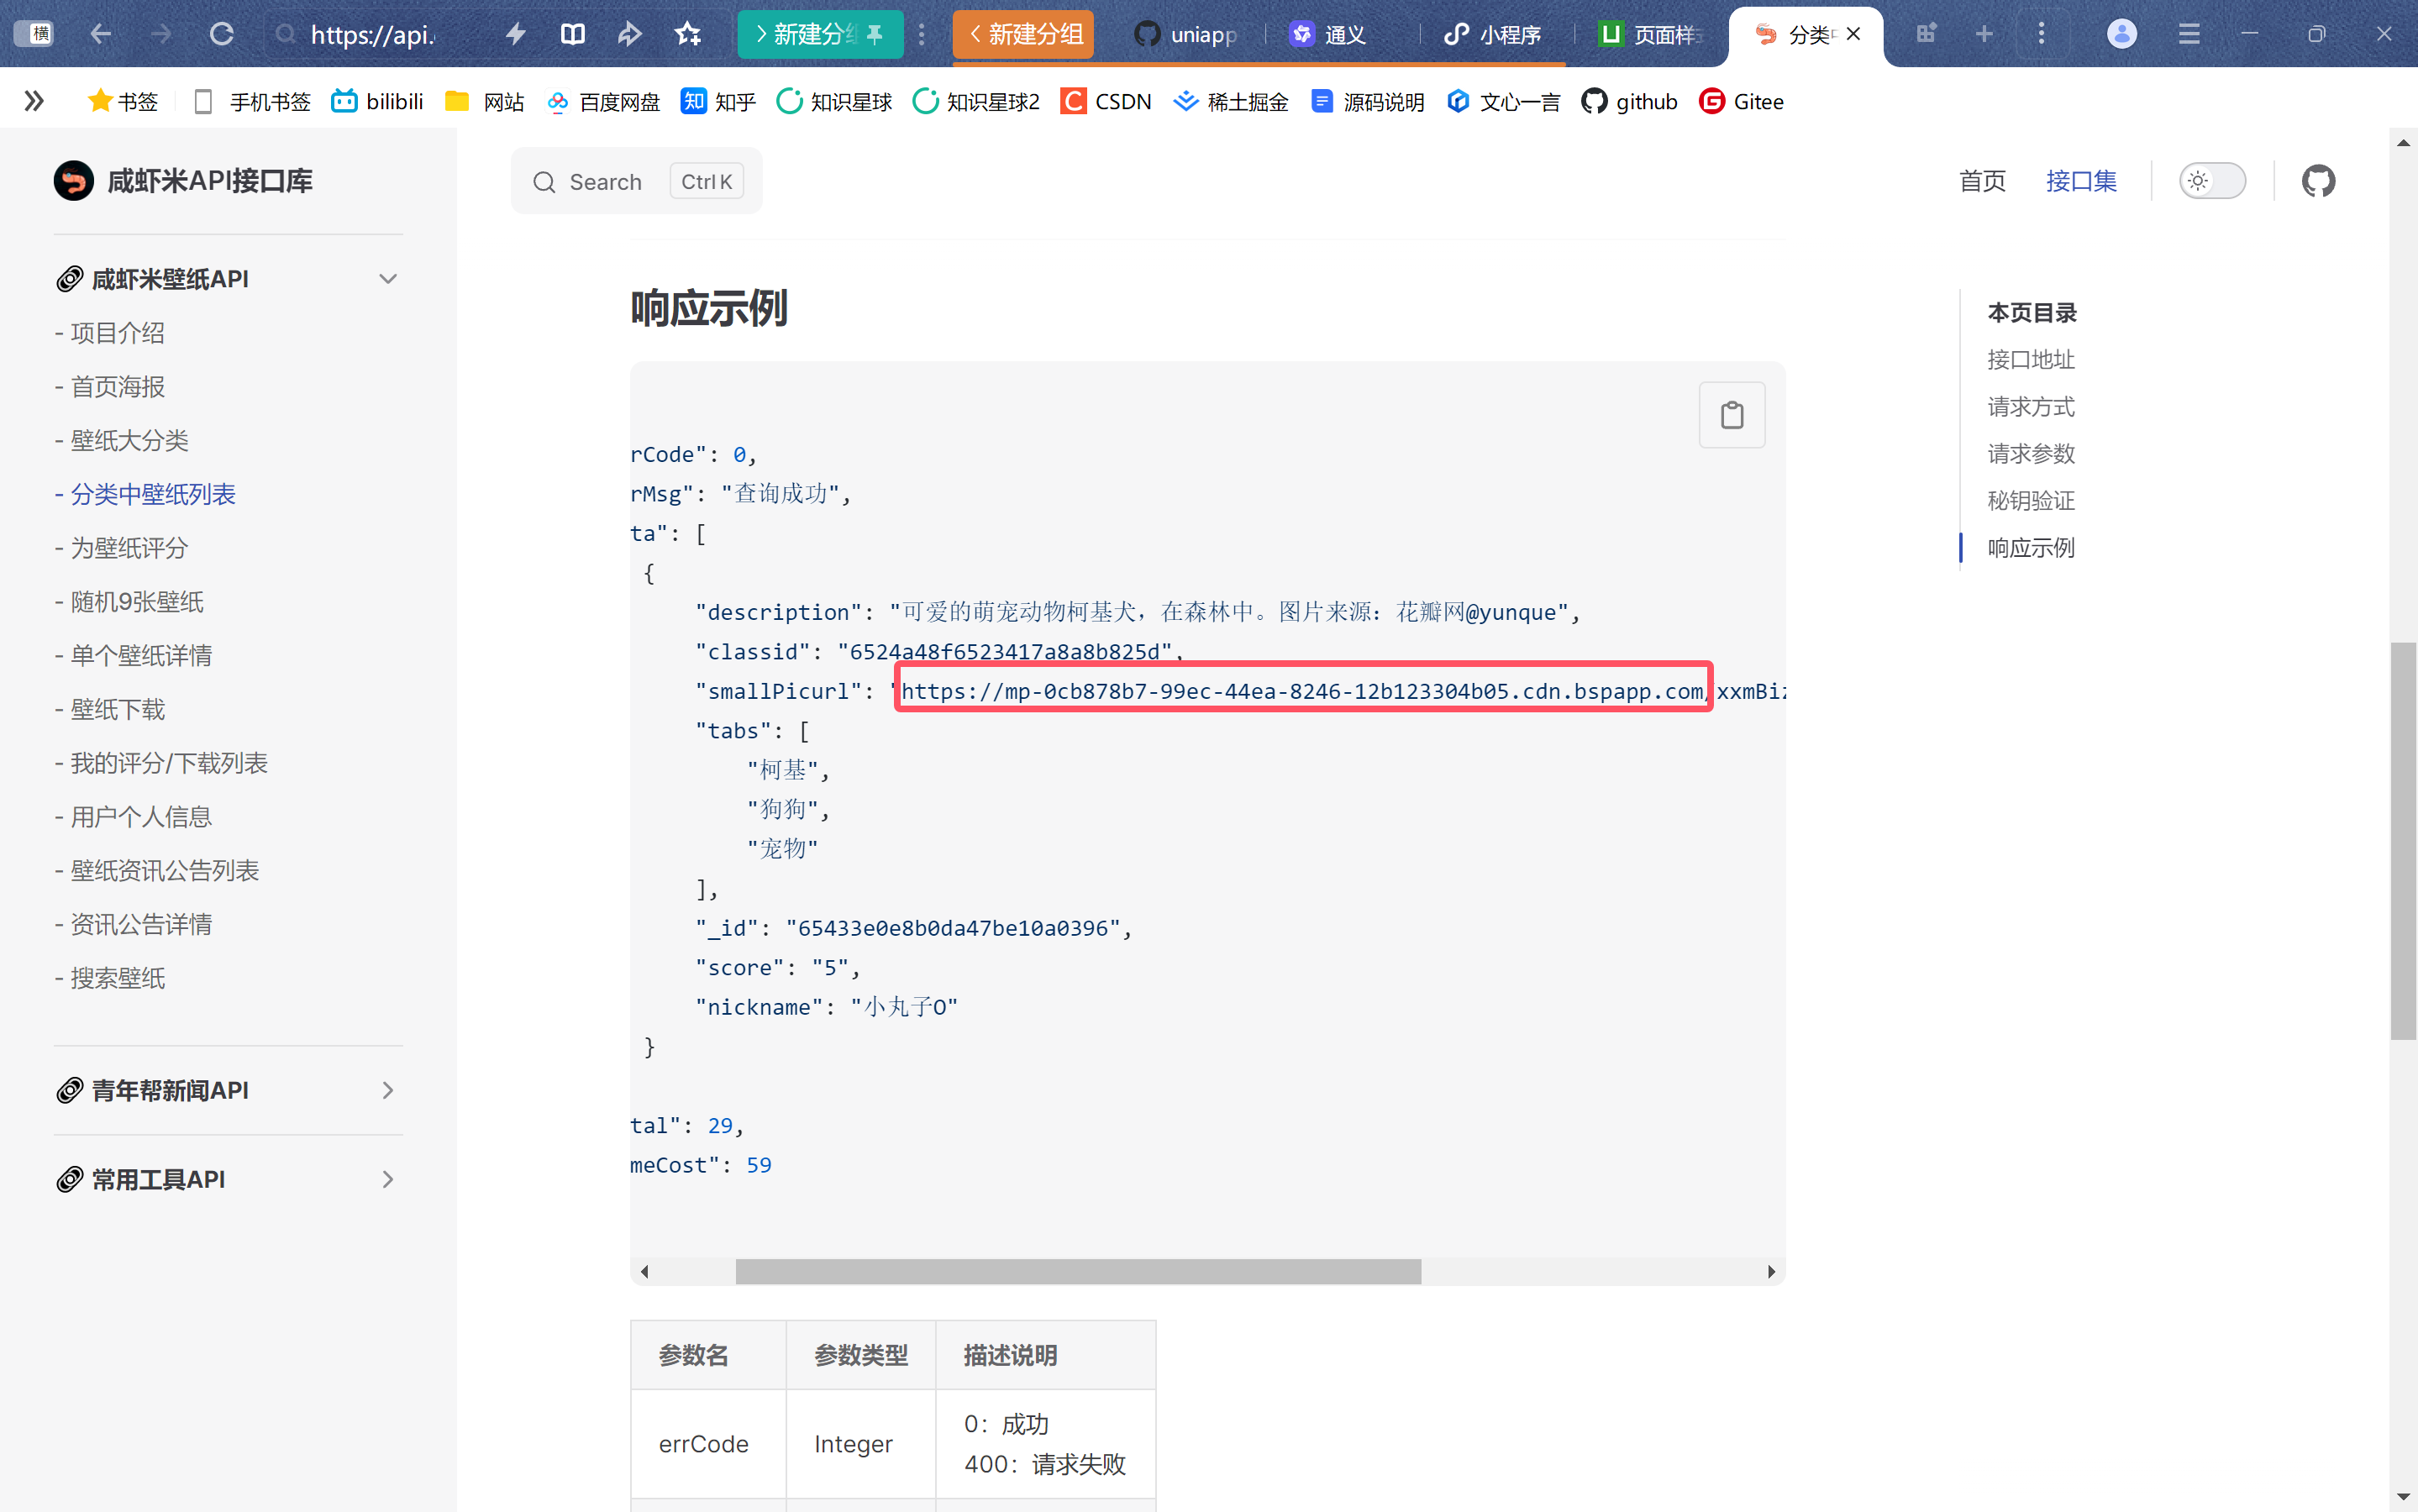 横
https://api.
新建分组
新建分组
uniapp
通义
小程序
页面样式
分类中
书签
手机书签
bilibili
网站
百度网盘
知乎
知识星球
知识星球2
CSDN
稀土掘金
源码说明
文心一言
github
Gitee
咸虾米API接口库
Search
Ctrl K
首页
接口集
咸虾米壁纸API
- 项目介绍
- 首页海报
- 壁纸大分类
- 分类中壁纸列表
- 为壁纸评分
- 随机9张壁纸
- 单个壁纸详情
- 壁纸下载
- 我的评分/下载列表
- 用户个人信息
- 壁纸资讯公告列表
- 资讯公告详情
- 搜索壁纸
青年帮新闻API
常用工具API
响应示例
rCode": 0,
rMsg": "查询成功",
ta": [
{
"description": "可爱的萌宠动物柯基犬，在森林中。图片来源：花瓣网@yunque",
"classid": "6524a48f6523417a8a8b825d",
"smallPicurl": "https://mp-0cb878b7-99ec-44ea-8246-12b123304b05.cdn.bspapp.com/xxmBiz
"tabs": [
"柯基",
"狗狗",
"宠物"
],
"_id": "65433e0e8b0da47be10a0396",
"score": "5",
"nickname": "小丸子O"
}
tal": 29,
meCost": 59
参数名 参数类型 描述说明
errCode Integer 0：成功
400：请求失败
本页目录
接口地址
请求方式
请求参数
秘钥验证
响应示例